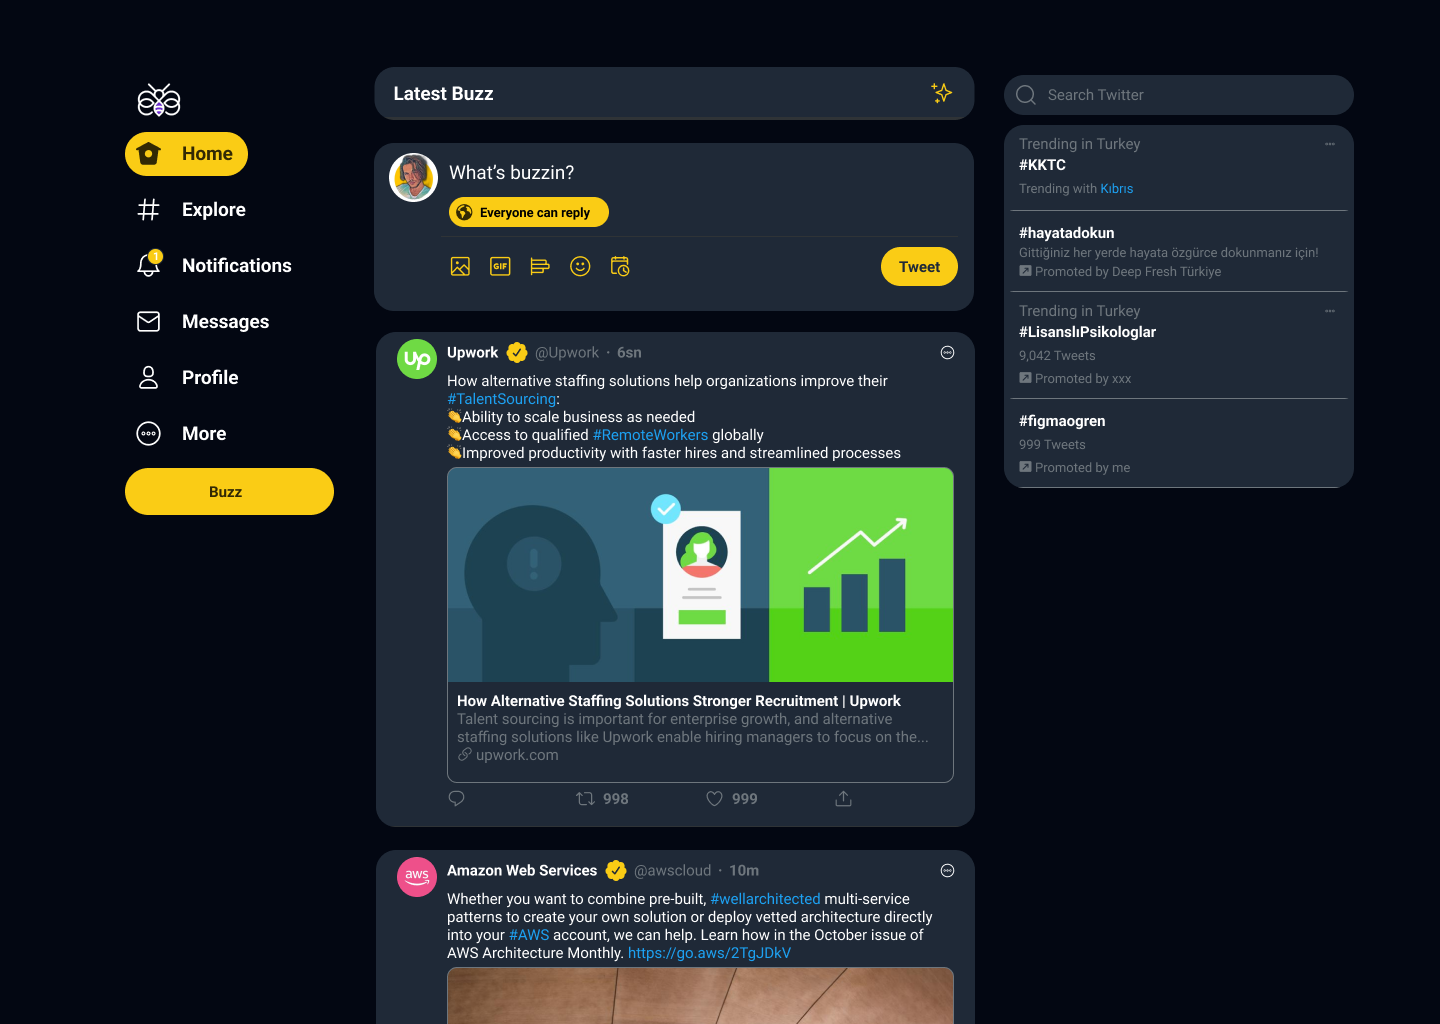 Home
Explore
1
Notifications
Messages
Profile
More
Buzz
Latest Buzz
What’s buzzin?
Everyone can reply
GIF
Tweet
Up
Upwork @Upwork · 6sn
How alternative staffing solutions help organizations improve their
#TalentSourcing:
👏Ability to scale business as needed
👏Access to qualified #RemoteWorkers globally
👏Improved productivity with faster hires and streamlined processes
How Alternative Staffing Solutions Stronger Recruitment | Upwork
Talent sourcing is important for enterprise growth, and alternative
staffing solutions like Upwork enable hiring managers to focus on the...
upwork.com
998 999
aws
Amazon Web Services @awscloud · 10m
Whether you want to combine pre-built, #wellarchitected multi-service
patterns to create your own solution or deploy vetted architecture directly
into your #AWS account, we can help. Learn how in the October issue of
AWS Architecture Monthly. https://go.aws/2TgJDkV
Search Twitter
Trending in Turkey
#KKTC
Trending with Kıbrıs
#hayatadokun
Gittiğiniz her yerde hayata özgürce dokunmanız için!
Promoted by Deep Fresh Türkiye
Trending in Turkey
#LisanslıPsikologlar
9,042 Tweets
Promoted by xxx
#figmaogren
999 Tweets
Promoted by me